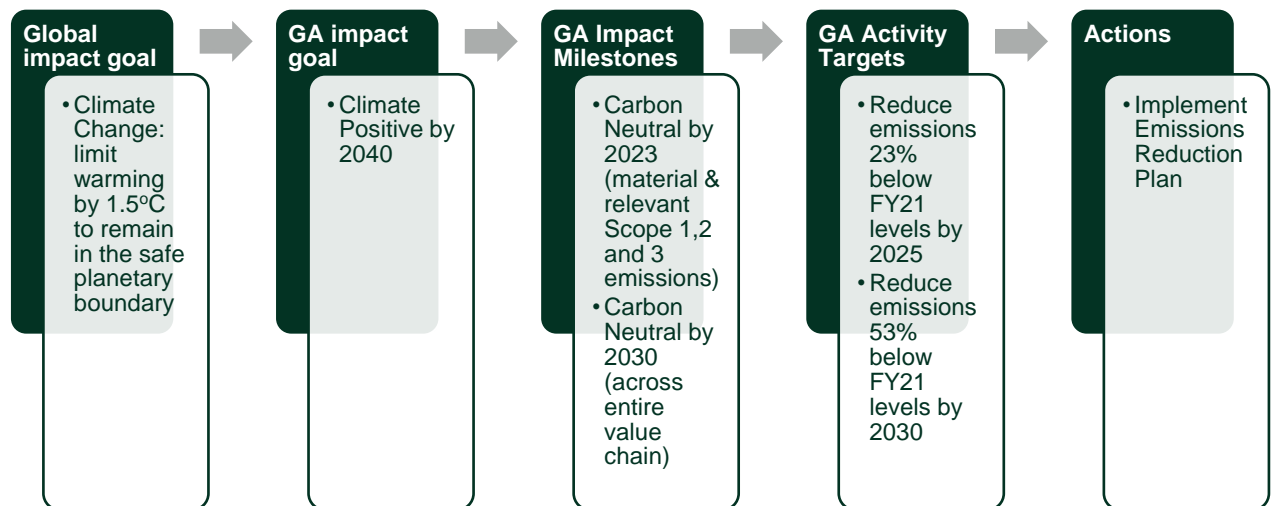 Global
impact goal
• Climate
Change:
limit
warming
by 1.5ºC
to remain
in the safe
planetary
boundary
GA impact
goal
• Climate
Positive by
2040
GA Impact
Milestones
• Carbon
Neutral by
2023
(material &
relevant
Scope 1,2
and 3
emissions)
• Carbon
Neutral by
2030
(across
entire
value
chain)
GA Activity
Targets
• Reduce
emissions
23%
below
FY21
levels by
2025
• Reduce
emissions
53%
below
FY21
levels by
2030
Actions
• Implement
Emissions
Reduction
Plan